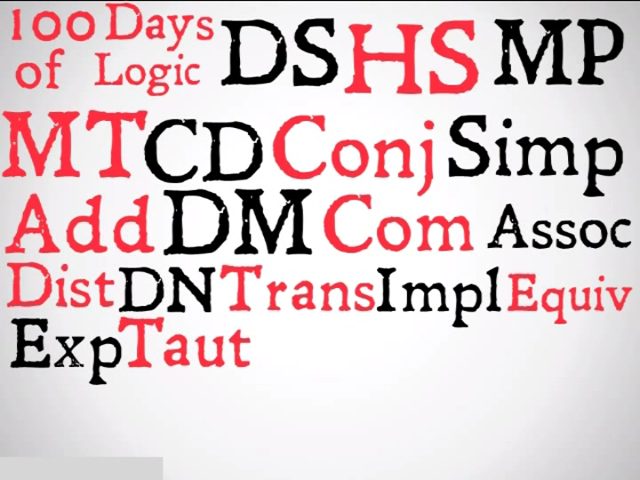 100 Days
of Logic DS HS MP
MT CD Conj Simp
Add DM Com Assoc
Dist DN Trans Impl Equiv
Exp Taut